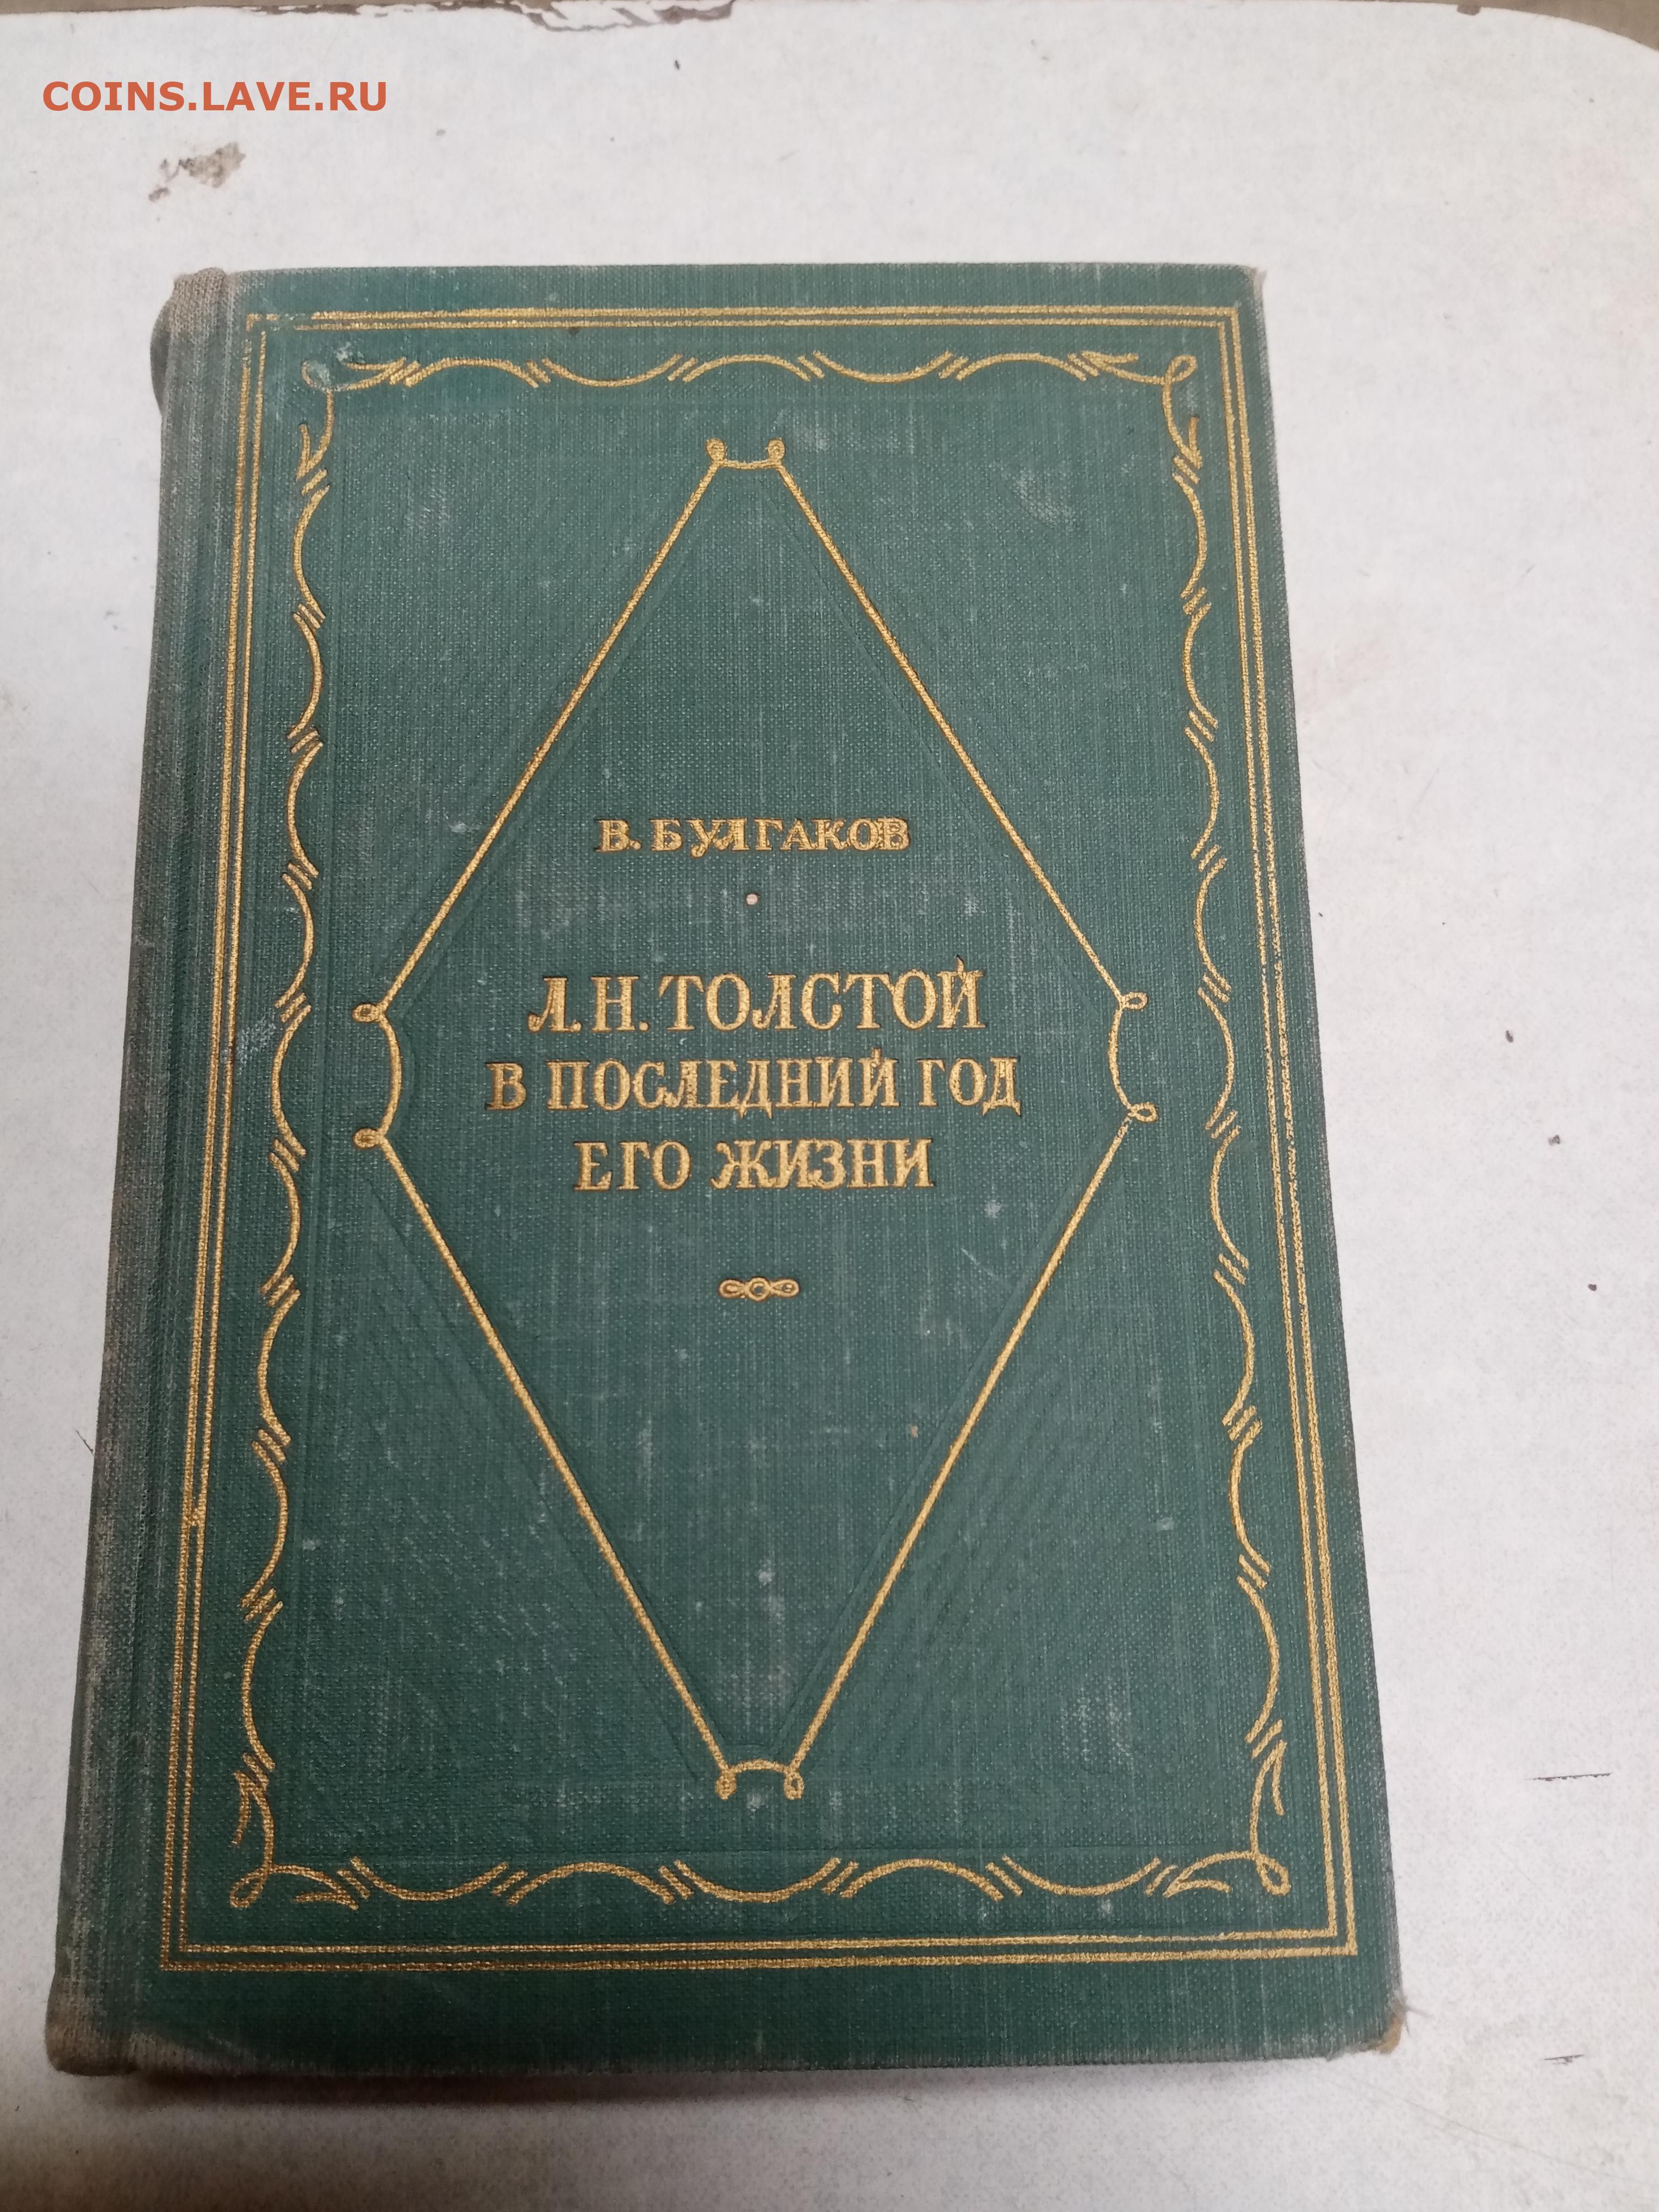 COINS.LAVE.RU
В. БУЛГАКОВ
Л. Н. ТОЛСТОЙ
В ПОСЛЕДНИЙ ГОД
ЕГО ЖИЗНИ